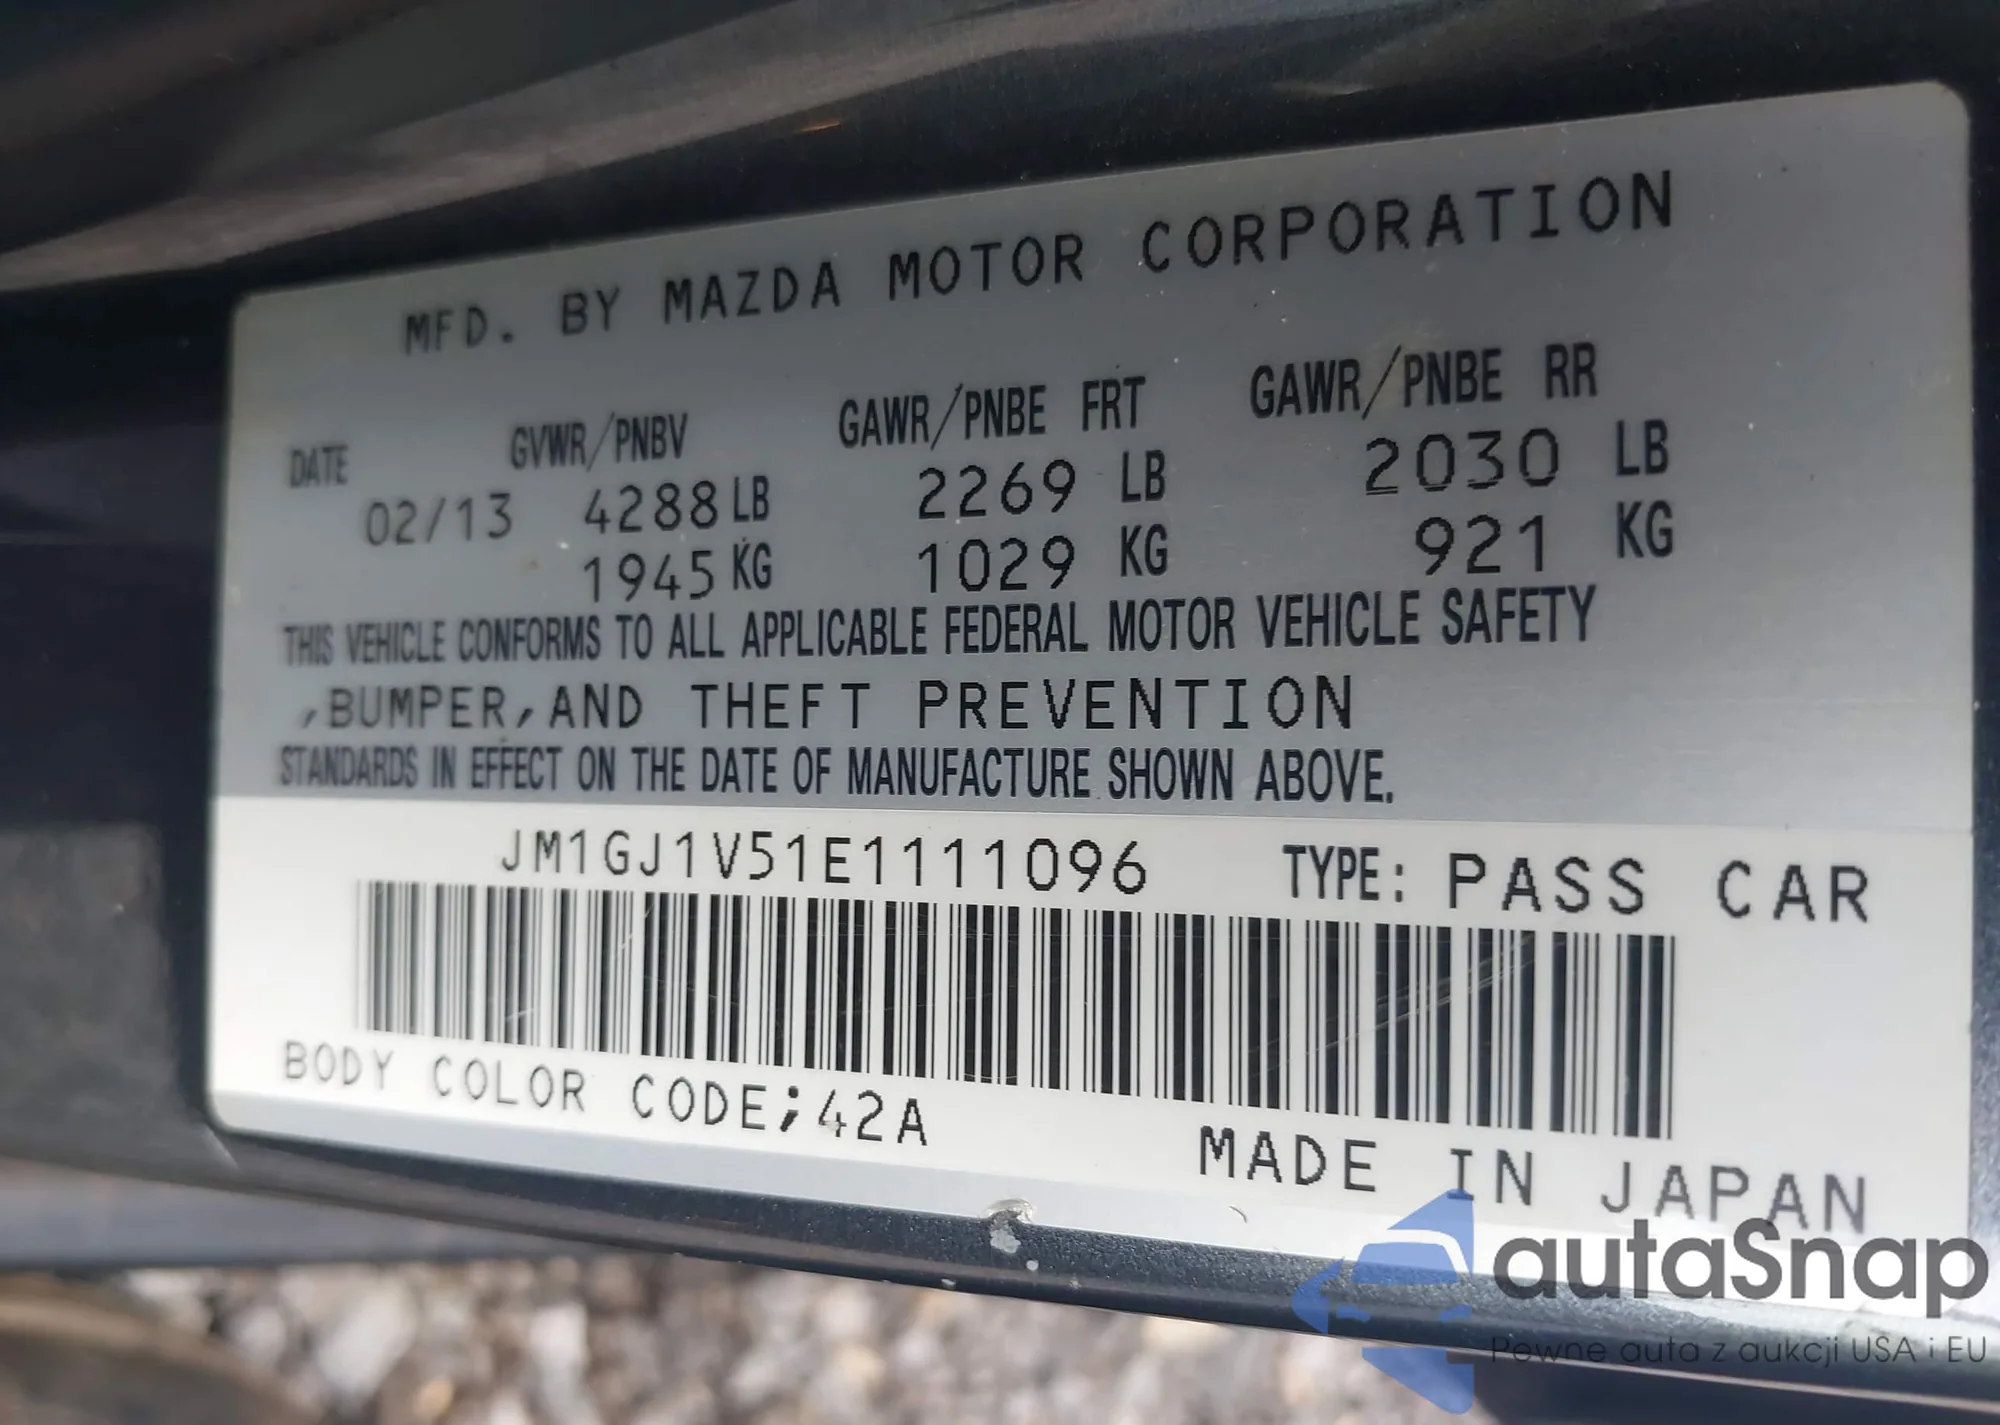 MFD. BY MAZDA MOTOR CORPORATION
DATE GVWR/PNBV GAWR/PNBE FRT GAWR/PNBE RR
02/13 4288 LB 2269 LB 2030 LB
1945 KG 1029 KG 921 KG
THIS VEHICLE CONFORMS TO ALL APPLICABLE FEDERAL MOTOR VEHICLE SAFETY
,BUMPER,AND THEFT PREVENTION
STANDARDS IN EFFECT ON THE DATE OF MANUFACTURE SHOWN ABOVE.
JM1GJ1V51E1111096 TYPE: PASS CAR
BODY COLOR CODE;42A
MADE IN JAPAN
autaSnap
Pewne auta z aukcji USA i EU